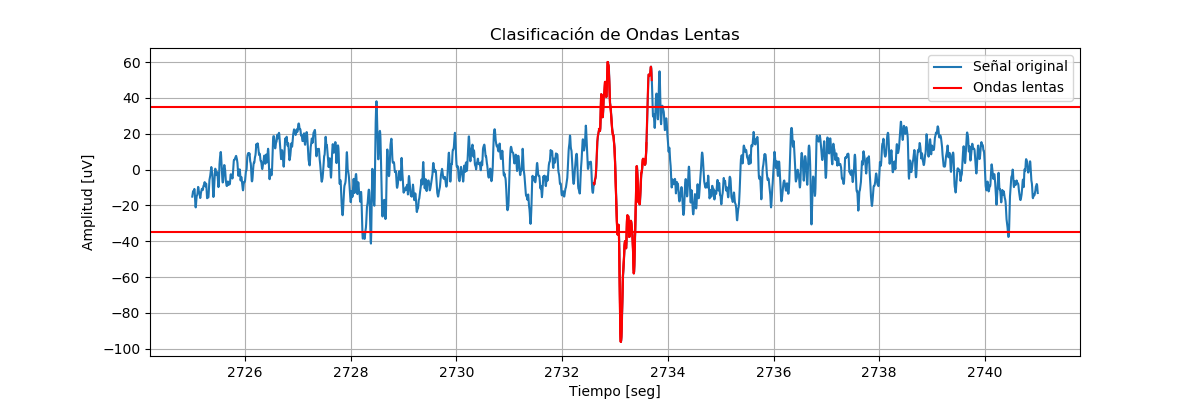 Clasificación de Ondas Lentas
Señal original
Ondas lentas
Amplitud [uV]
60
40
20
0
−20
−40
−60
−80
−100
2726 2728 2730 2732 2734 2736 2738 2740
Tiempo [seg]